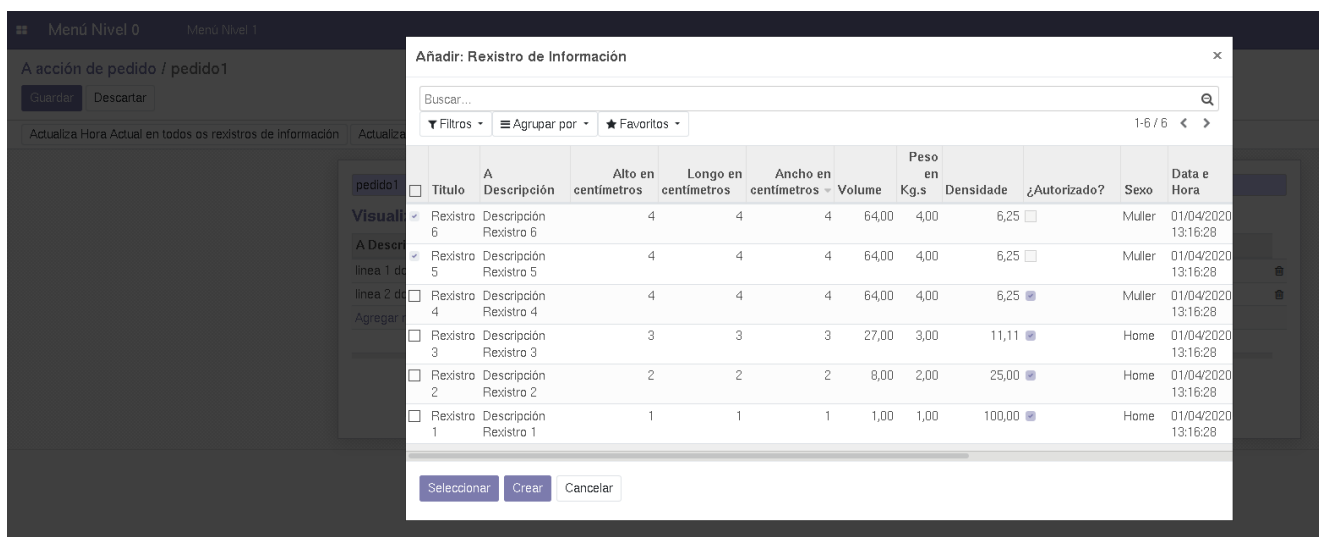 Menú Nivel 0 Menú Nivel 1
A acción de pedido / pedido1
Guardar Descartar
Actualiza Hora Actual en todos os rexistros de información Actualiza
pedido1
A Descri
linea 1 do
linea 2 do
Agregar
Añadir: Rexistro de Información ×
Buscar...
Filtros Agrupar por Favoritos 1-6 / 6
Titulo A Descripción Alto en centímetros Longo en centímetros Ancho en centímetros Volume Peso en Kg.s Densidade ¿Autorizado? Sexo Data e Hora
Rexistro 6 Descripción Rexistro 6 4 4 4 64,00 4,00 6,25 Muller 01/04/2020 13:16:28
Rexistro 5 Descripción Rexistro 5 4 4 4 64,00 4,00 6,25 Muller 01/04/2020 13:16:28
Rexistro 4 Descripción Rexistro 4 4 4 4 64,00 4,00 6,25 Muller 01/04/2020 13:16:28
Rexistro 3 Descripción Rexistro 3 3 3 3 27,00 3,00 11,11 Home 01/04/2020 13:16:28
Rexistro 2 Descripción Rexistro 2 2 2 2 8,00 2,00 25,00 Home 01/04/2020 13:16:28
Rexistro 1 Descripción Rexistro 1 1 1 1 1,00 1,00 100,00 Home 01/04/2020 13:16:28
Seleccionar Crear Cancelar